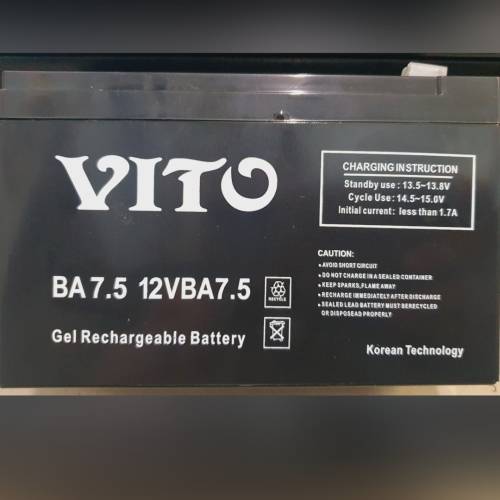 VITO
CHARGING INSTRUCTION
Standby use : 13.5~13.8V
Cycle Use : 14.5~15.0V
Initial current: less than 1.7A
CAUTION:
• AVOID SHORT CIRCUIT
• DO NOT CHARGE IN A SEALED CONTAINER
• KEEP SPARKS,FLAME AWAY
• RECHARGE IMMEDIATELY AFTER DISCHARGE
• SEALED LEAD BATTERY MUST BERECYCLED
OR DISPOSEAD PROPERLY
BA 7.5 12VBA7.5
RECYCLE
Gel Rechargeable Battery
Korean Technology